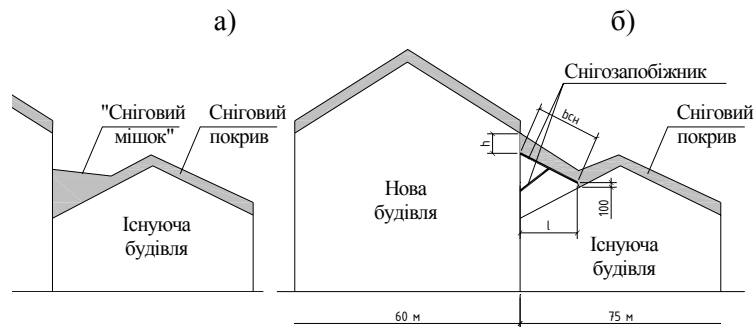 а)
б)
"Сніговий
мішок"
Сніговий
покрив
Існуюча
будівля
Снігозапобіжник
bсн
h
Сніговий
покрив
Нова
будівля
100
l
Існуюча
будівля
60 м
75 м